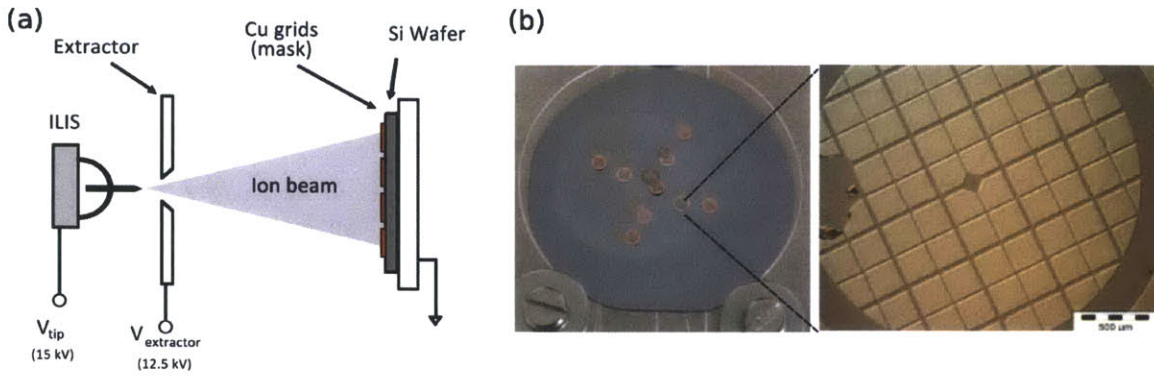 (a)
Extractor
Cu grids
(mask)
Si Wafer
ILIS
Ion beam
V_tip
(15 kV)
V_extractor
(12.5 kV)
(b)
500 µm